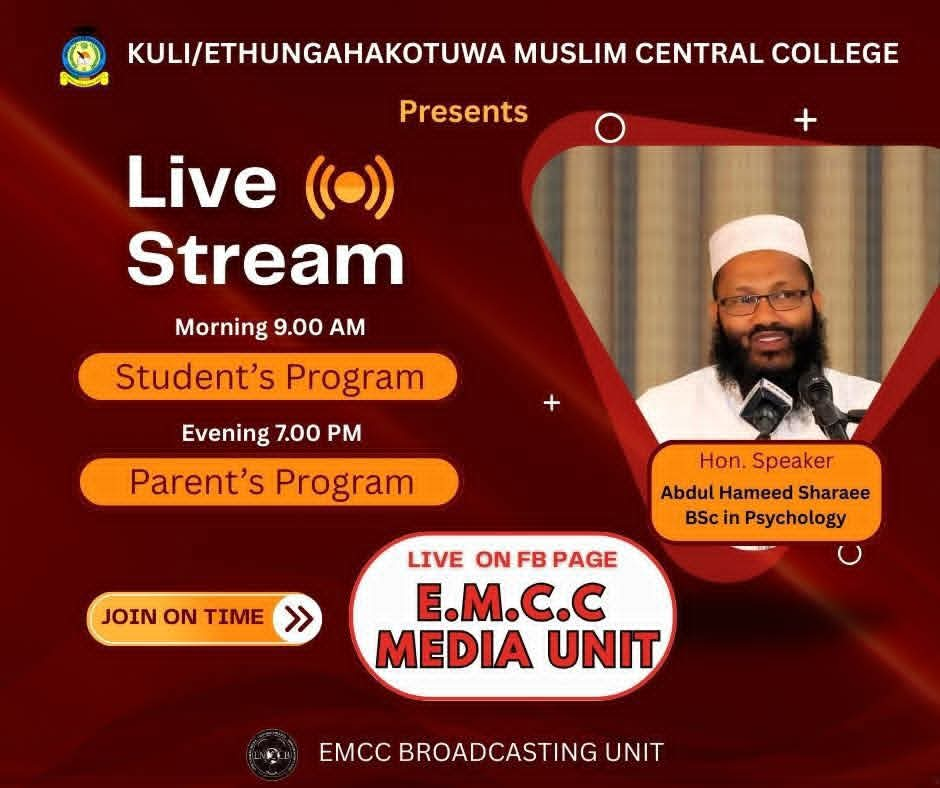 KULI/ETHUNGAHAKOTUWA MUSLIM CENTRAL COLLEGE
Presents
Live
Stream
Morning 9.00 AM
Student's Program
Evening 7.00 PM
Parent's Program
Hon. Speaker
Abdul Hameed Sharaee
BSc in Psychology
LIVE ON FB PAGE
E.M.C.C
MEDIA UNIT
JOIN ON TIME
EMCC BROADCASTING UNIT